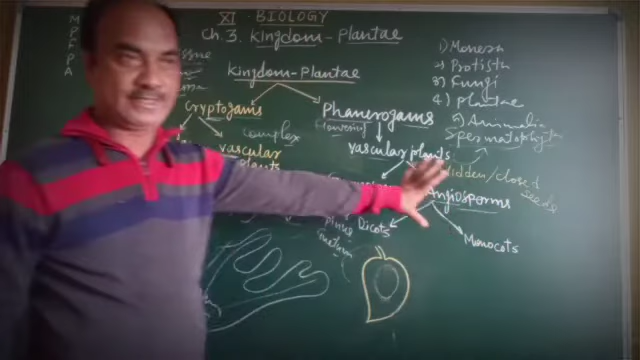 XI - BIOLOGY
Ch. 3. Kingdom - Plantae
M
P
F
P
A
1) Monera
2) Protista
3) Fungi
4) plantae
5) Animalia
Kingdom - Plantae
Cryptogams
Phanerogams
Spermatophyta
complex
Flowering
vascular plants
vascular
plants
Hidden/closed
seeds
Angiosperms
Dicots
Monocots